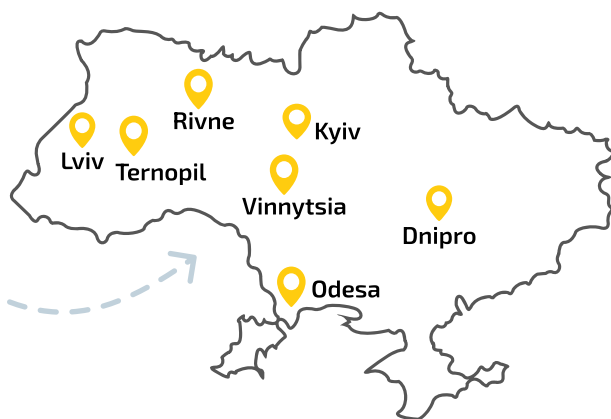 Rivne
Kyiv
Lviv
Ternopil
Vinnytsia
Dnipro
Odesa